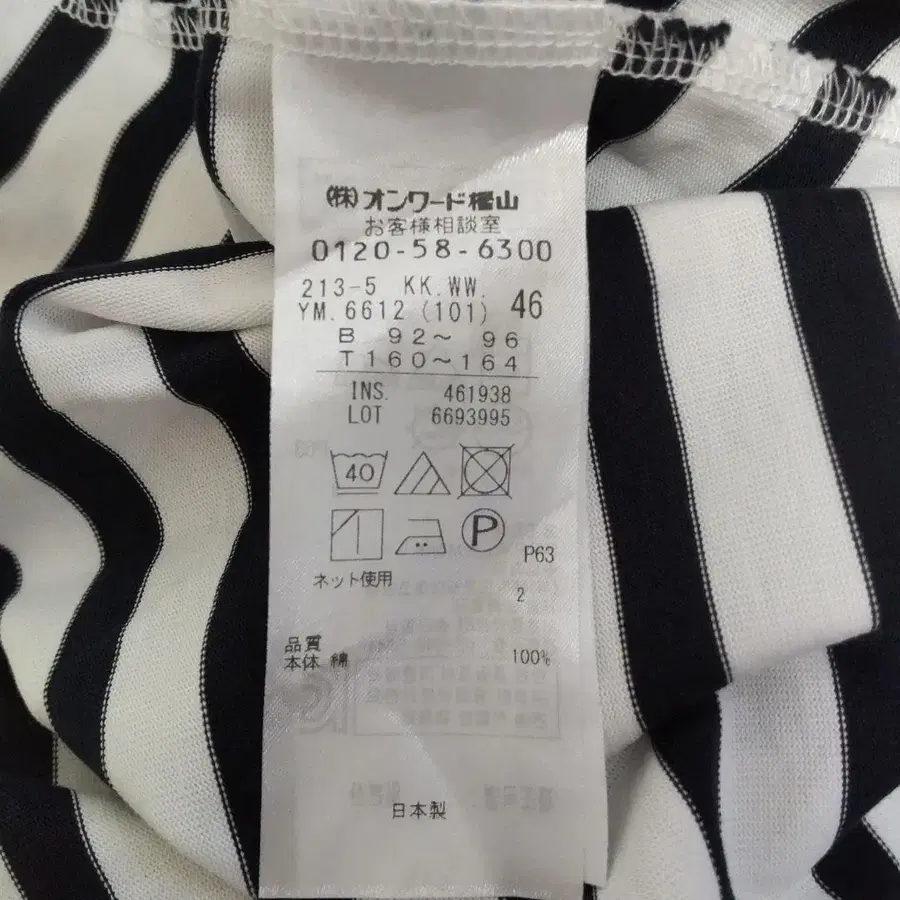 (株)オンワード樫山
お客様相談室
0120-58-6300
213-5 KK.WW.
YM.6612 (101) 46
B 92〜 96
T160〜164
INS. 461938
LOT 6693995
40
P
P63
ネット使用
2
品質
本体 綿 100%
日本製